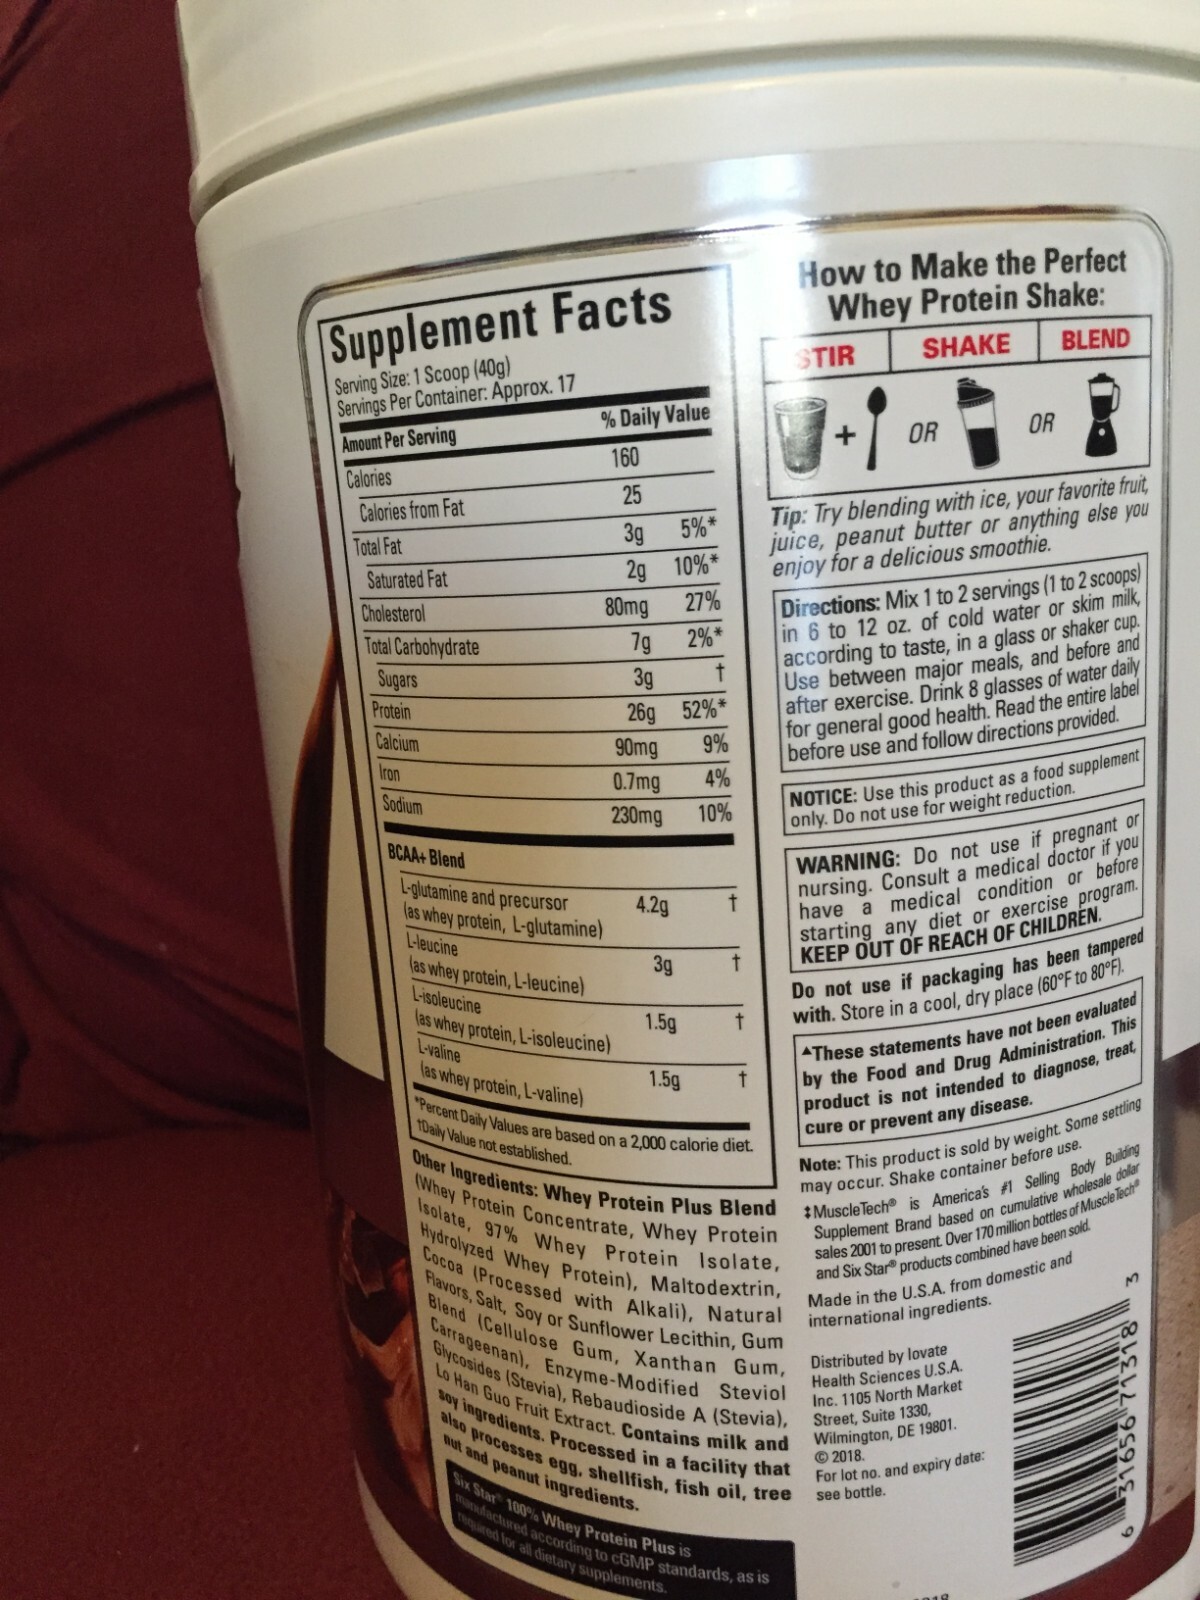 Supplement Facts
Serving Size: 1 Scoop (40g)
Servings Per Container: Approx. 17
Amount Per Serving % Daily Value
Calories 160
Calories from Fat 25
Total Fat 3g 5%*
Saturated Fat 2g 10%*
Cholesterol 80mg 27%
Total Carbohydrate 7g 2%*
Sugars 3g †
Protein 26g 52%*
Calcium 90mg 9%
Iron 0.7mg 4%
Sodium 230mg 10%
BCAA+ Blend
L-glutamine and precursor 4.2g †
(as whey protein, L-glutamine)
L-leucine 3g †
(as whey protein, L-leucine)
L-isoleucine 1.5g †
(as whey protein, L-isoleucine)
L-valine 1.5g †
(as whey protein, L-valine)
*Percent Daily Values are based on a 2,000 calorie diet.
†Daily Value not established.
Other Ingredients: Whey Protein Plus Blend
(Whey Protein Concentrate, Whey Protein
Isolate, 97% Whey Protein Isolate,
Hydrolyzed Whey Protein), Maltodextrin,
Cocoa (Processed with Alkali), Natural
Flavors, Salt, Soy or Sunflower Lecithin, Gum
Blend (Cellulose Gum, Xanthan Gum,
Carrageenan), Enzyme-Modified Steviol
Glycosides (Stevia), Rebaudioside A (Stevia),
Lo Han Guo Fruit Extract. Contains milk and
soy ingredients. Processed in a facility that
also processes egg, shellfish, fish oil, tree
nut and peanut ingredients.
Six Star® 100% Whey Protein Plus is
manufactured according to cGMP standards, as is
required for all dietary supplements.
How to Make the Perfect
Whey Protein Shake:
STIR SHAKE BLEND
+ OR OR
Tip: Try blending with ice, your favorite fruit,
juice, peanut butter or anything else you
enjoy for a delicious smoothie.
Directions: Mix 1 to 2 servings (1 to 2 scoops)
in 6 to 12 oz. of cold water or skim milk,
according to taste, in a glass or shaker cup.
Use between major meals, and before and
after exercise. Drink 8 glasses of water daily
for general good health. Read the entire label
before use and follow directions provided.
NOTICE: Use this product as a food supplement
only. Do not use for weight reduction.
WARNING: Do not use if pregnant or
nursing. Consult a medical doctor if you
have a medical condition or before
starting any diet or exercise program.
KEEP OUT OF REACH OF CHILDREN.
Do not use if packaging has been tampered
with. Store in a cool, dry place (60°F to 80°F).
▲These statements have not been evaluated
by the Food and Drug Administration. This
product is not intended to diagnose, treat,
cure or prevent any disease.
Note: This product is sold by weight. Some settling
may occur. Shake container before use.
‡MuscleTech® is America's #1 Selling Body Building
Supplement Brand based on cumulative wholesale dollar
sales 2001 to present. Over 170 million bottles of MuscleTech®
and Six Star® products combined have been sold.
Made in the U.S.A. from domestic and
international ingredients.
Distributed by Iovate
Health Sciences U.S.A.
Inc. 1105 North Market
Street, Suite 1330,
Wilmington, DE 19801.
© 2018.
For lot no. and expiry date:
see bottle.
6 31656 71318 3